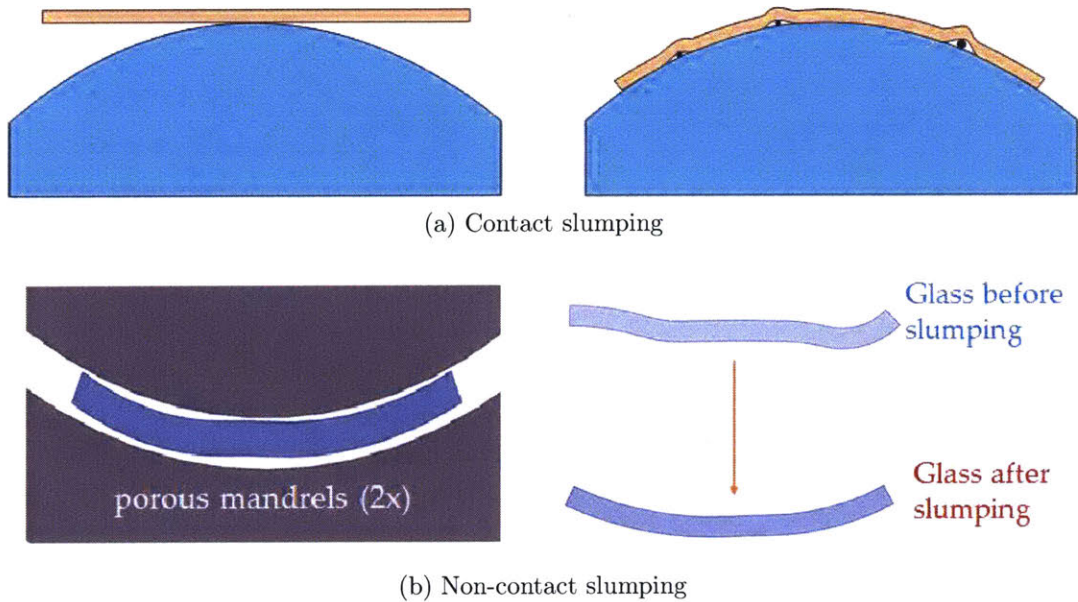 (a) Contact slumping
Glass before
slumping
porous mandrels (2x)
Glass after
slumping
(b) Non-contact slumping